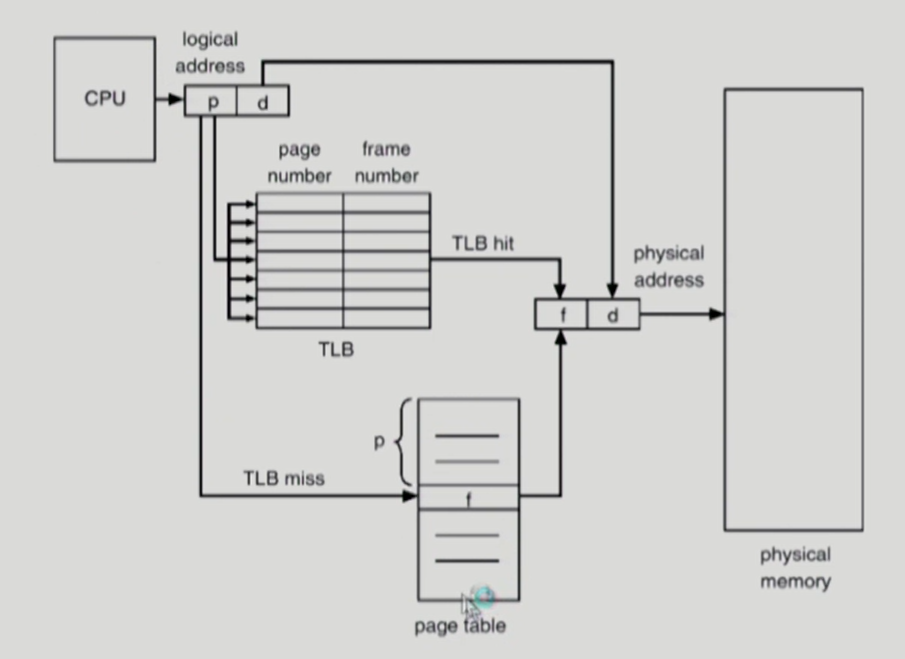 logical
address
CPU
p d
page frame
number number
TLB hit
physical
address
f d
TLB
p
TLB miss
f
physical
memory
page table